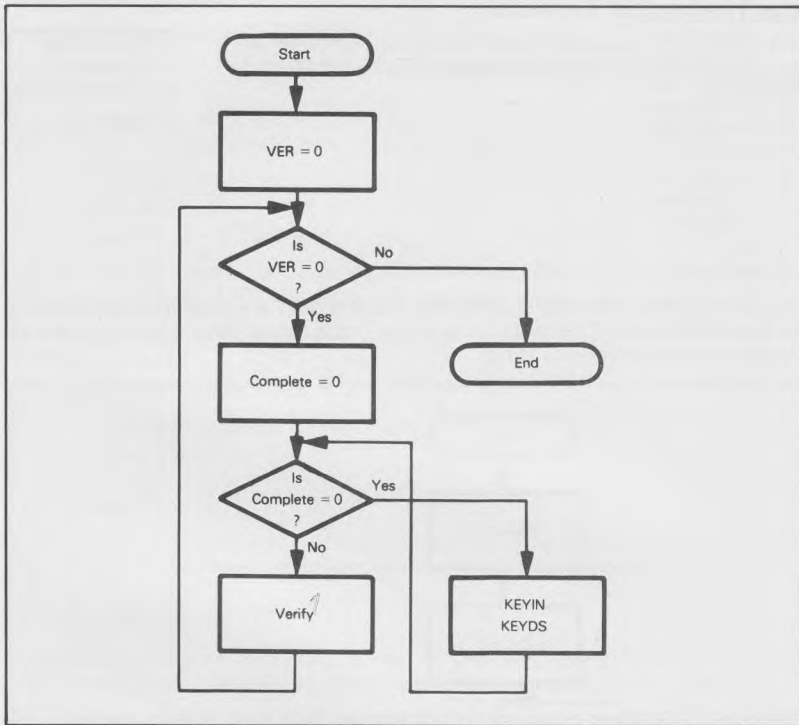 Start
VER = 0
Is
VER = 0
?
No
Yes
End
Complete = 0
Is
Complete = 0
?
Yes
No
Verify
KEYIN
KEYDS